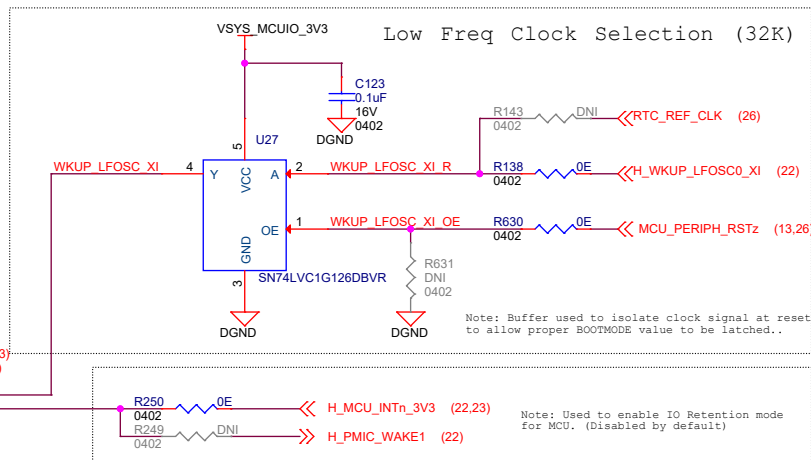 Low Freq Clock Selection (32K)
VSYS_MCUIO_3V3
C123
0.1uF
16V
0402
DGND
R143
0402
DNI
RTC_REF_CLK (26)
U27
5
VCC
WKUP_LFOSC_XI
4
Y
A
2
WKUP_LFOSC_XI_R
R138
0402
0E
H_WKUP_LFOSC0_XI (22)
OE
1
WKUP_LFOSC_XI_OE
R630
0402
0E
MCU_PERIPH_RSTz (13,26)
GND
3
SN74LVC1G126DBVR
R631
DNI
0402
DGND
DGND
Note: Buffer used to isolate clock signal at reset
to allow proper BOOTMODE value to be latched..
3)
)
R250
0402
0E
H_MCU_INTn_3V3 (22,23)
R249
0402
DNI
H_PMIC_WAKE1 (22)
Note: Used to enable IO Retention mode
for MCU. (Disabled by default)